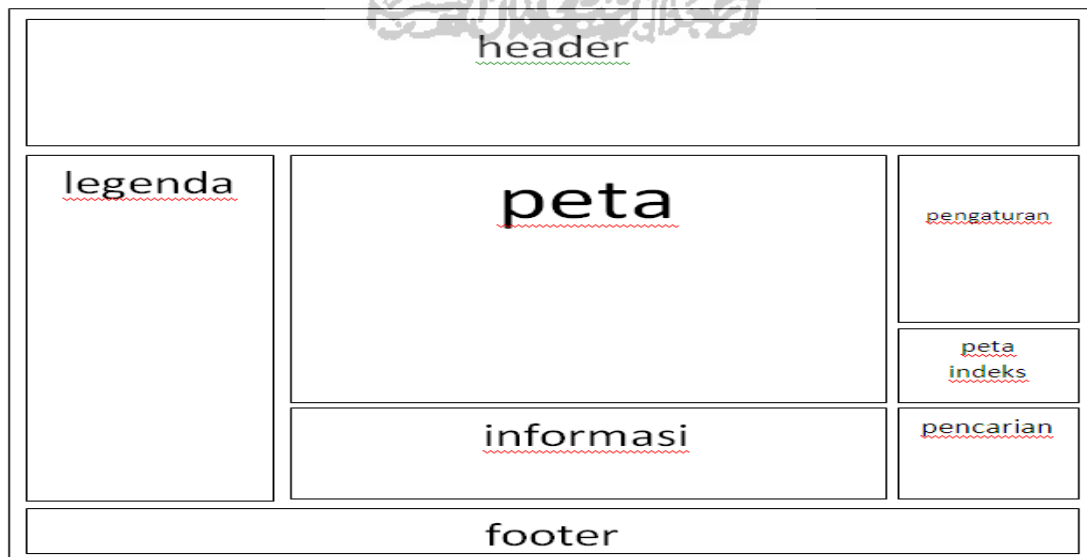 header
legenda
peta
pengaturan
peta
indeks
informasi
pencarian
footer